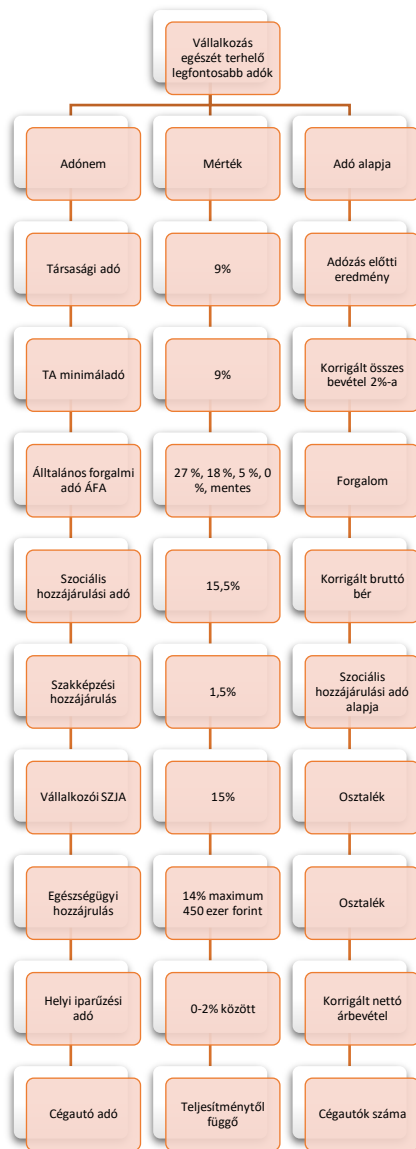 Vállalkozás
egészét terhelő
legfontosabb adók
Adónem
Mérték
Adó alapja
Társasági adó
9%
Adózás előtti
eredmény
TA minimáladó
9%
Korrigált összes
bevétel 2%-a
Álltalános forgalmi
adó ÁFA
27 %, 18 %, 5 %, 0
%, mentes
Forgalom
Szociális
hozzájárulási adó
15,5%
Korrigált bruttó
bér
Szakképzési
hozzájárulás
1,5%
Szociális
hozzájárulási adó
alapja
Vállalkozói SZJA
15%
Osztalék
Egészségügyi
hozzájrulás
14% maximum
450 ezer forint
Osztalék
Helyi iparűzési
adó
0-2% között
Korrigált nettó
árbevétel
Cégautó adó
Teljesítménytől
függő
Cégautók száma